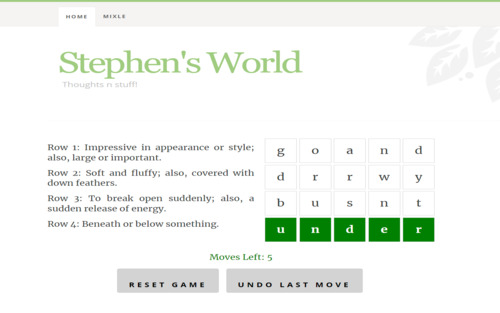 HOME MIXLE
Stephen's World
Thoughts n stuff!
Row 1: Impressive in appearance or style;
also, large or important.
Row 2: Soft and fluffy; also, covered with
down feathers.
Row 3: To break open suddenly; also, a
sudden release of energy.
Row 4: Beneath or below something.
g o a n d
d r r w y
b u s n t
u n d e r
Moves Left: 5
RESET GAME UNDO LAST MOVE